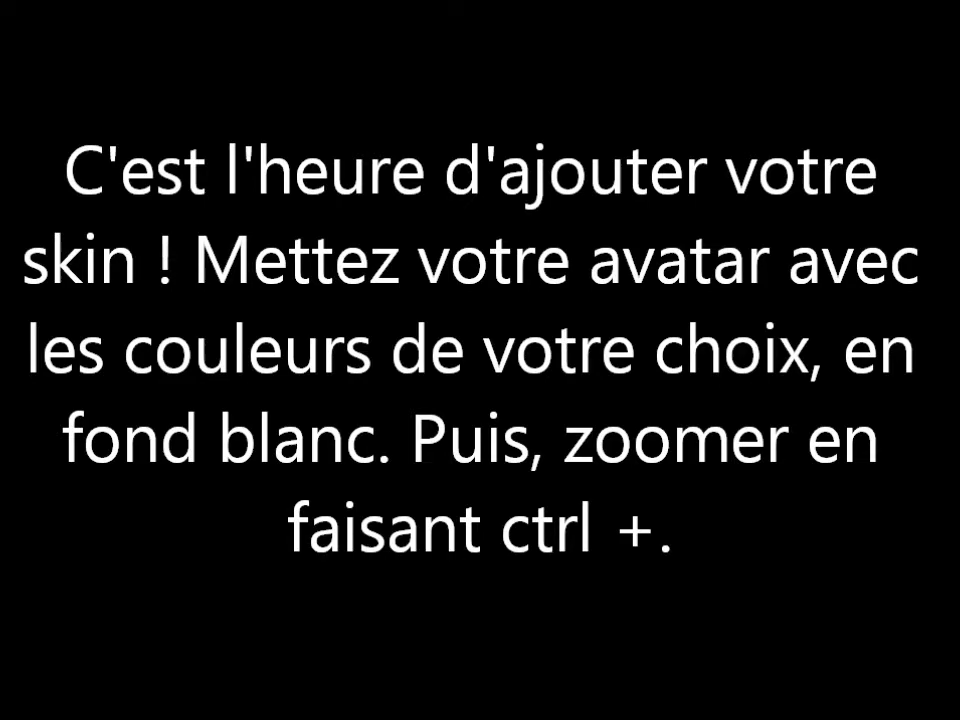 C'est l'heure d'ajouter votre
skin ! Mettez votre avatar avec
les couleurs de votre choix, en
fond blanc. Puis, zoomer en
faisant ctrl +.